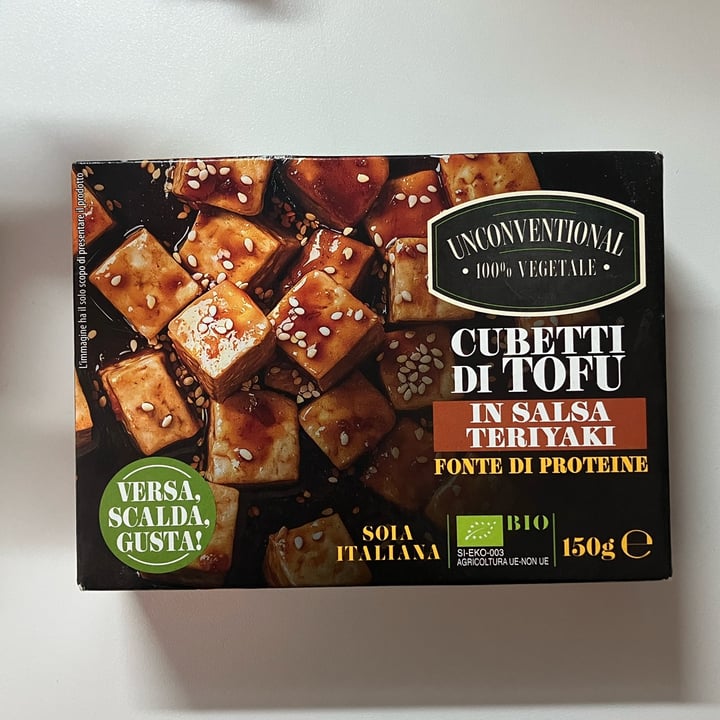 L'immagine ha il solo scopo di presentare il prodotto
UNCONVENTIONAL
• 100% VEGETALE •
CUBETTI
DI TOFU
IN SALSA
TERIYAKI
FONTE DI PROTEINE
VERSA,
SCALDA,
GUSTA!
SOIA
ITALIANA
BIO
SI-EKO-003
AGRICOLTURA UE-NON UE
150g ℮